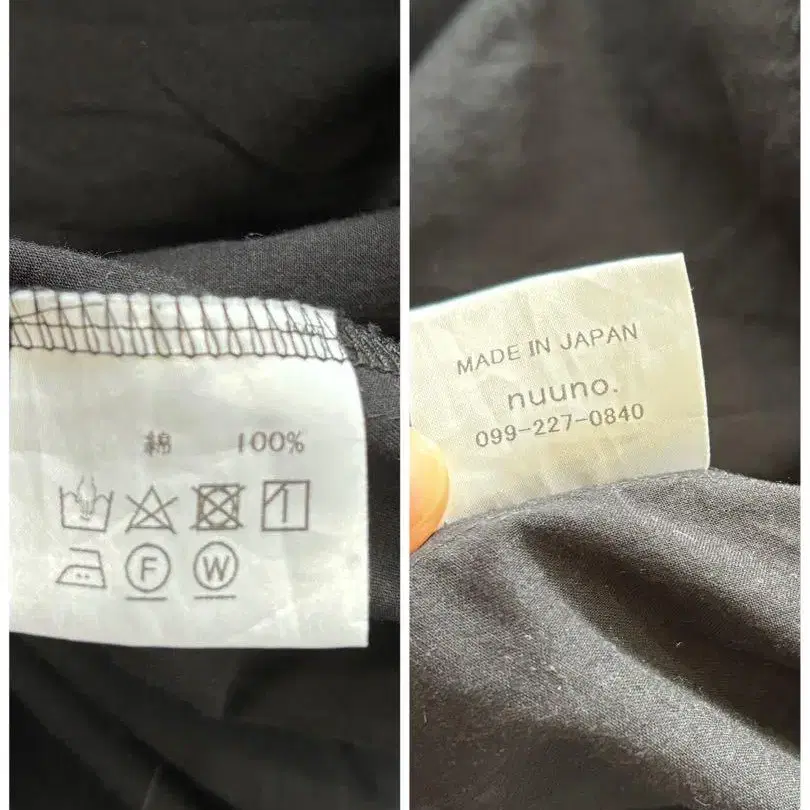 綿 100%
F W
MADE IN JAPAN
nuuno.
099-227-0840